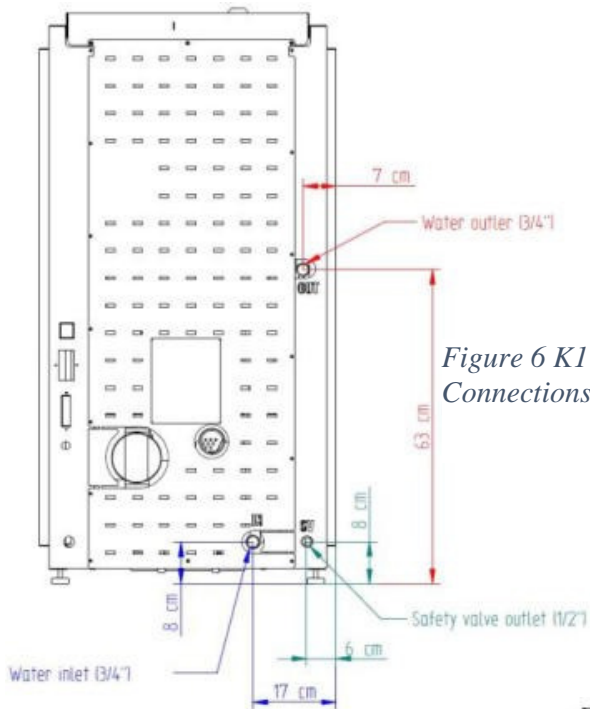 7 cm
Water outler (3/4")
OUT
Figure 6 K1
Connections
63 cm
8 cm
IN
SV
8 cm
Safety valve outlet (1/2")
6 cm
Water inlet (3/4")
17 cm